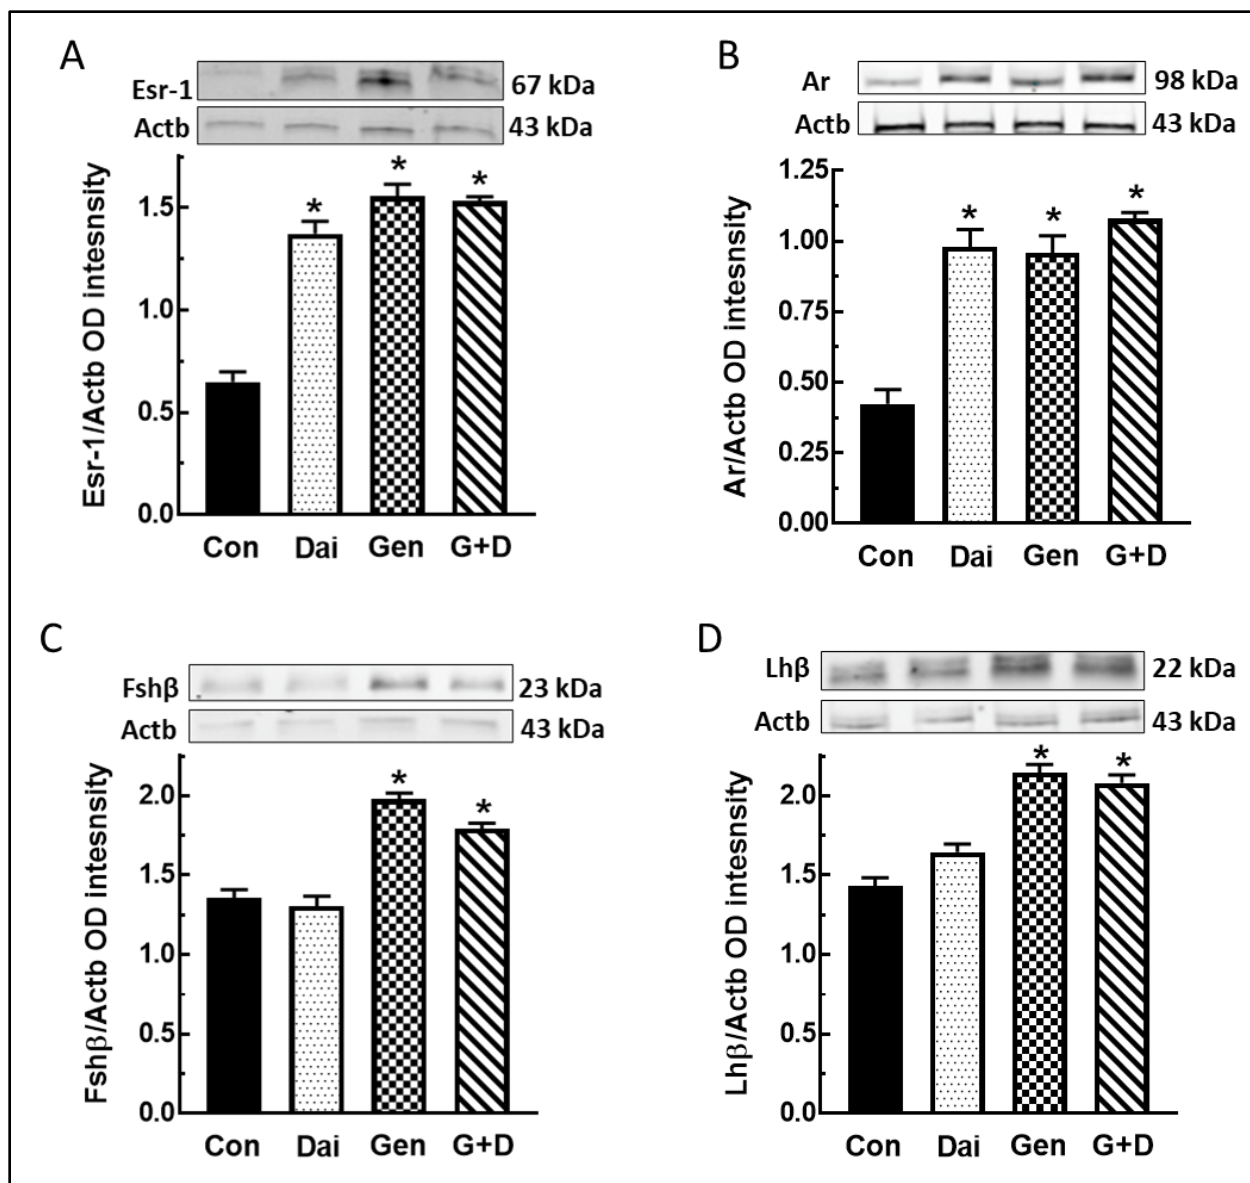 A
Esr-1
67 kDa
Actb
43 kDa
Esr-1/Actb OD intesnsity
1.5
1.0
0.5
0.0
*
*
*
Con
Dai
Gen
G+D
B
Ar
98 kDa
Actb
43 kDa
Ar/Actb OD intesnsity
1.25
1.00
0.75
0.50
0.25
0.00
*
*
*
Con
Dai
Gen
G+D
C
Fshβ
23 kDa
Actb
43 kDa
Fshβ/Actb OD intesnsity
2.0
1.5
1.0
0.5
0.0
*
*
Con
Dai
Gen
G+D
D
Lhβ
22 kDa
Actb
43 kDa
Lhβ/Actb OD intesnsity
2.0
1.5
1.0
0.5
0.0
*
*
Con
Dai
Gen
G+D